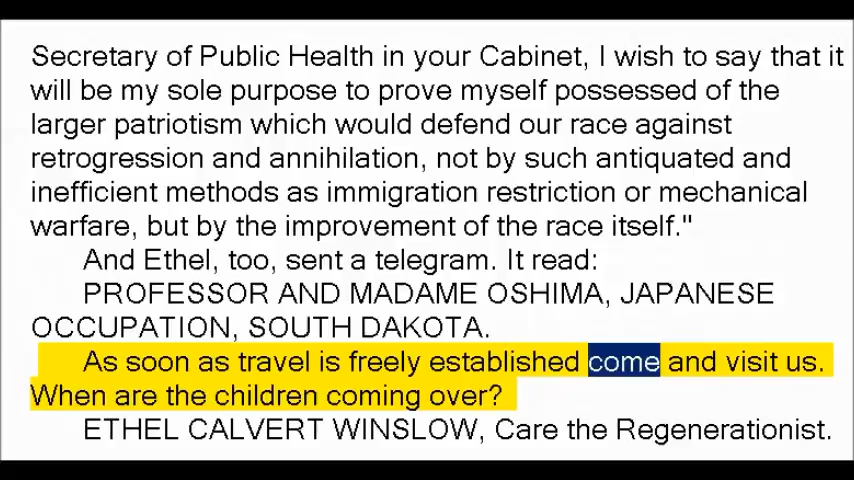 Secretary of Public Health in your Cabinet, I wish to say that it
will be my sole purpose to prove myself possessed of the
larger patriotism which would defend our race against
retrogression and annihilation, not by such antiquated and
inefficient methods as immigration restriction or mechanical
warfare, but by the improvement of the race itself."
And Ethel, too, sent a telegram. It read:
PROFESSOR AND MADAME OSHIMA, JAPANESE
OCCUPATION, SOUTH DAKOTA.
As soon as travel is freely established come and visit us.
When are the children coming over?
ETHEL CALVERT WINSLOW, Care the Regenerationist.